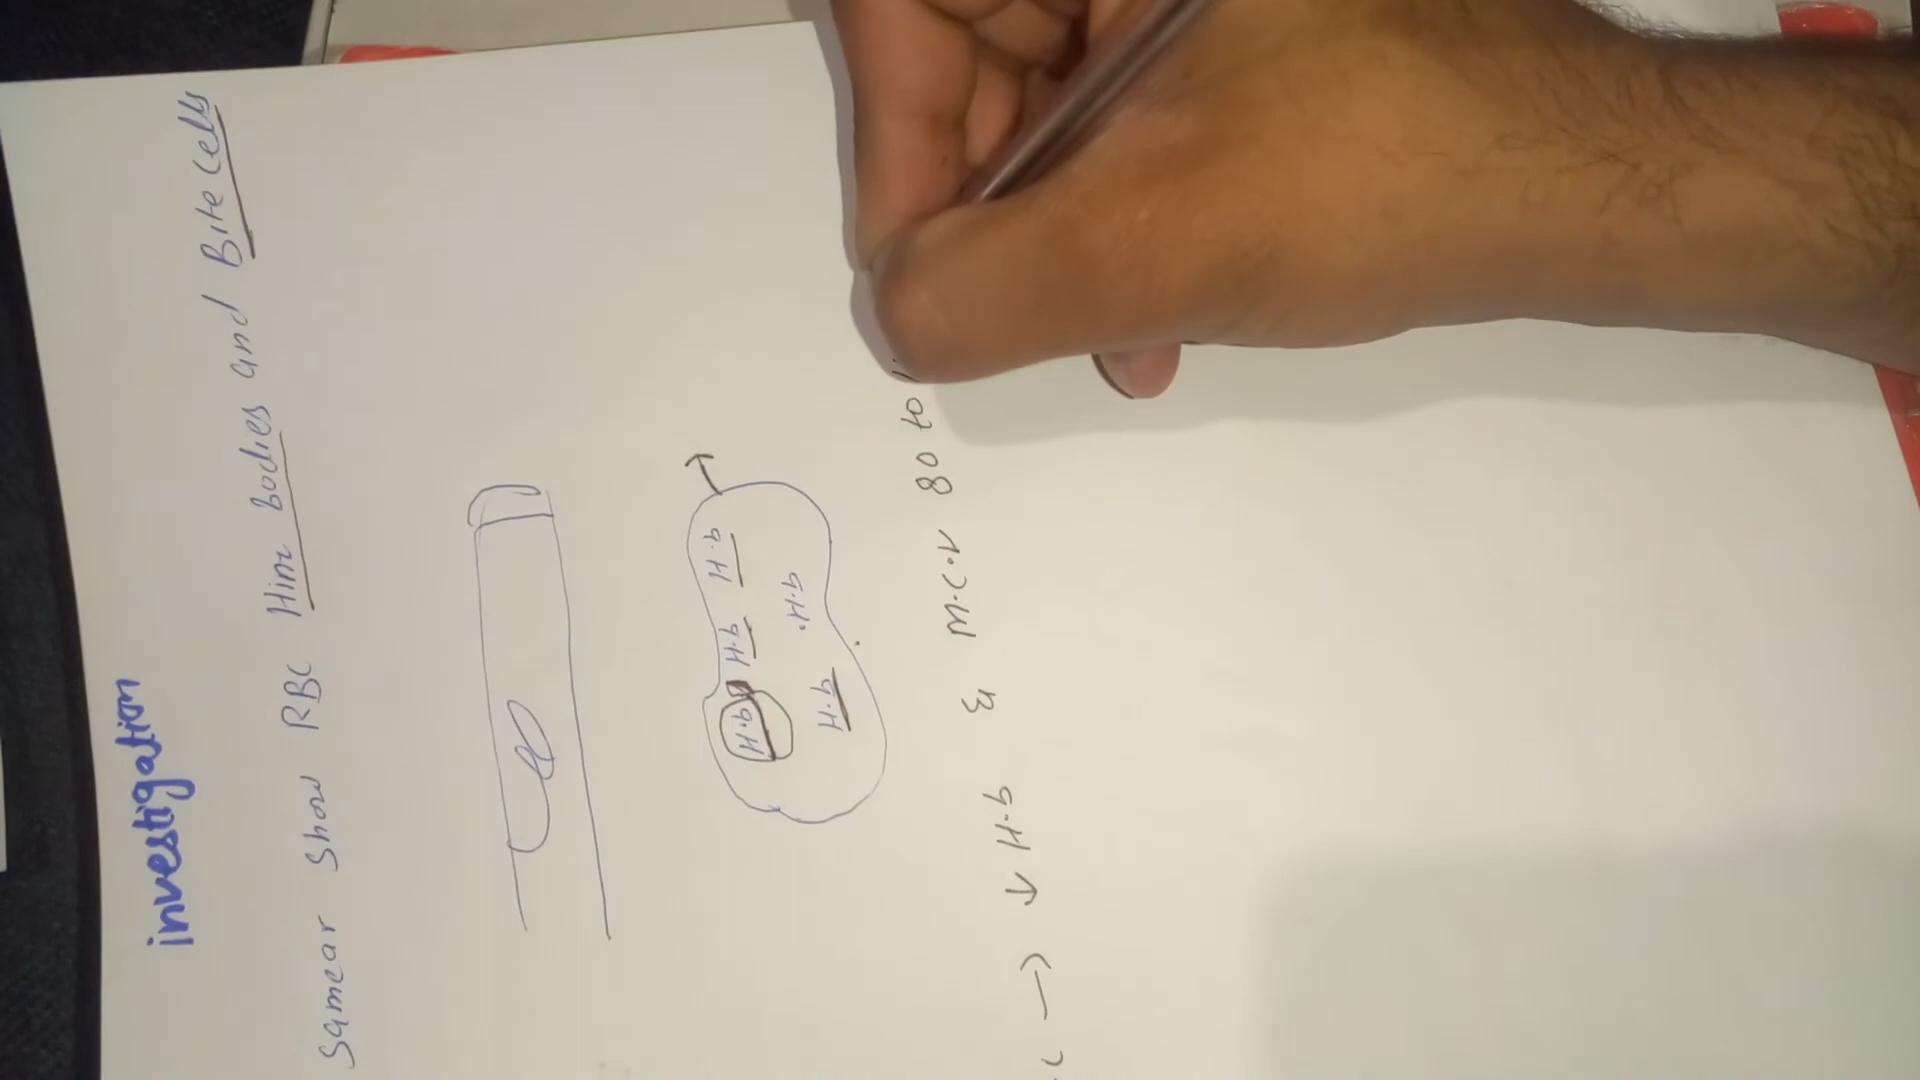 investigation
Samear Show RBC Hinz bodies and Bite Cells
H.b H.b H.b
H.b H.b
→ ↓ H.b & M.C.V 80 to